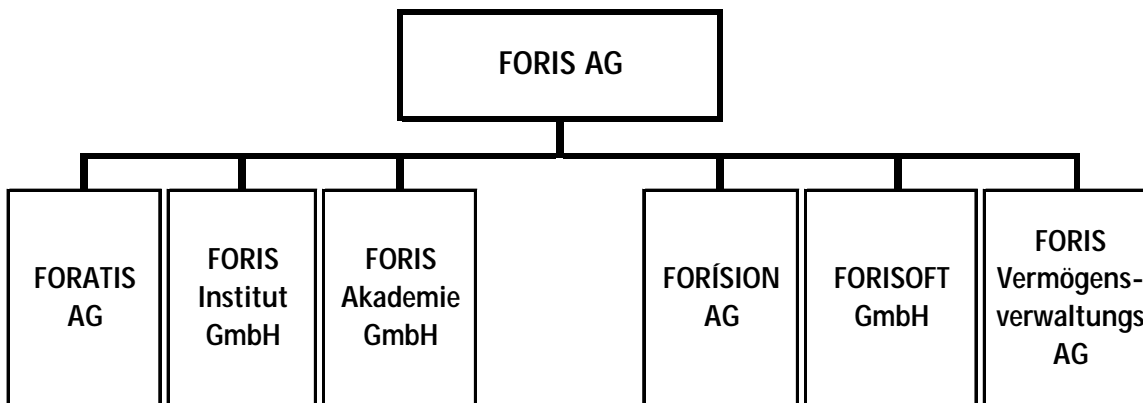 FORIS AG
FORATIS
AG
FORIS
Institut
GmbH
FORIS
Akademie
GmbH
FORÍSION
AG
FORISOFT
GmbH
FORIS
Vermögens-
verwaltungs
AG